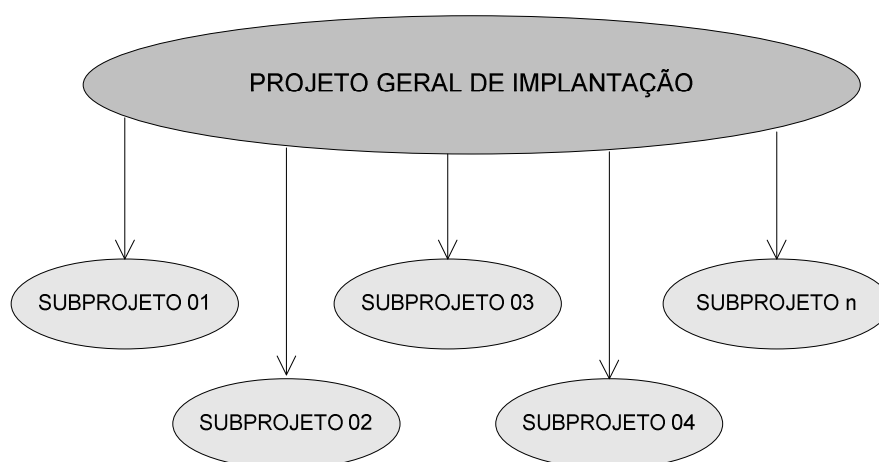 PROJETO GERAL DE IMPLANTAÇÃO
SUBPROJETO 01
SUBPROJETO 03
SUBPROJETO n
SUBPROJETO 02
SUBPROJETO 04